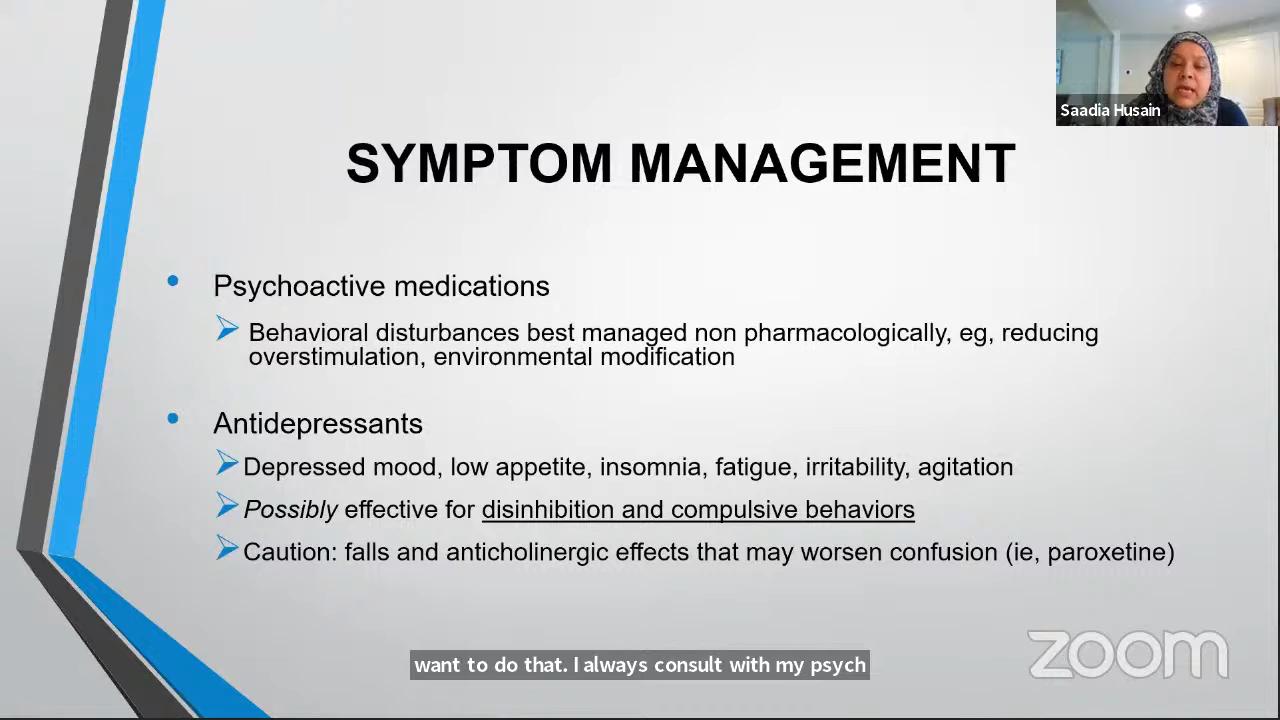 Saadia Husain
SYMPTOM MANAGEMENT
Psychoactive medications
Behavioral disturbances best managed non pharmacologically, eg, reducing
overstimulation, environmental modification
Antidepressants
Depressed mood, low appetite, insomnia, fatigue, irritability, agitation
Possibly effective for disinhibition and compulsive behaviors
Caution: falls and anticholinergic effects that may worsen confusion (ie, paroxetine)
want to do that. I always consult with my psych
zoom